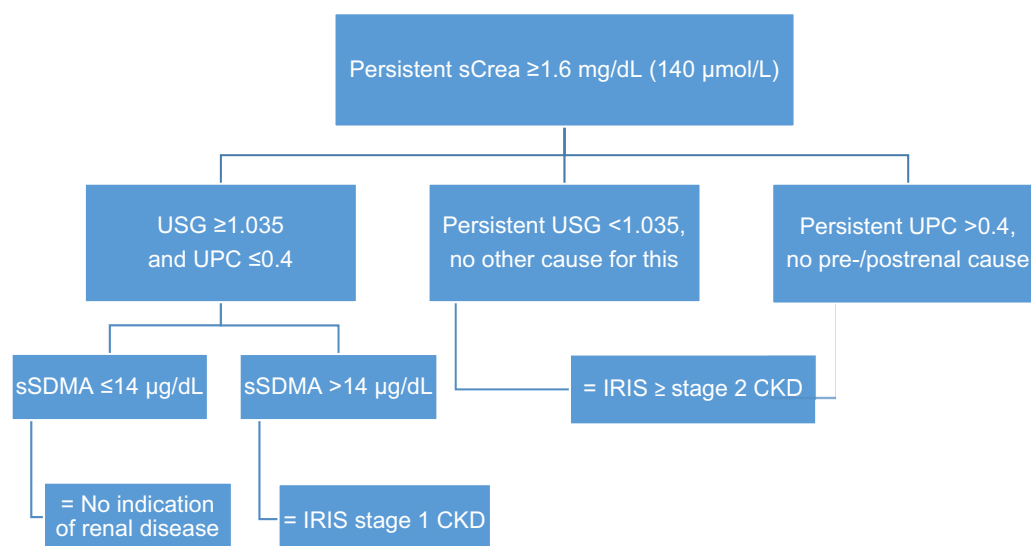 Persistent sCrea ≥1.6 mg/dL (140 μmol/L)
USG ≥1.035
and UPC ≤0.4
Persistent USG <1.035,
no other cause for this
Persistent UPC >0.4,
no pre-/postrenal cause
sSDMA ≤14 μg/dL
sSDMA >14 μg/dL
= IRIS ≥ stage 2 CKD
= No indication
of renal disease
= IRIS stage 1 CKD